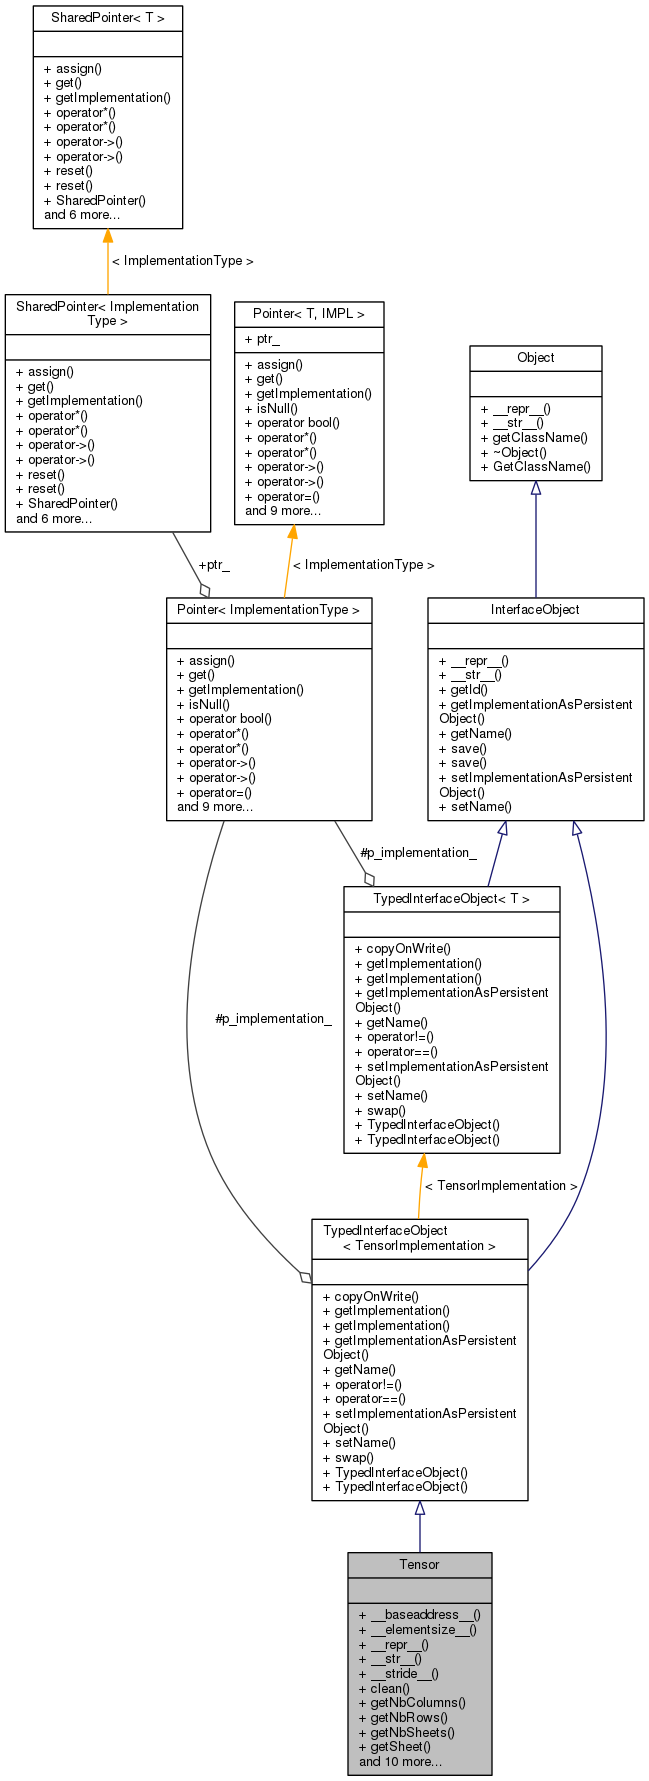 SharedPointer< T >
+ assign()
+ get()
+ getImplementation()
+ operator*()
+ operator*()
+ operator->()
+ operator->()
+ reset()
+ reset()
+ SharedPointer()
and 6 more...
< ImplementationType >
SharedPointer< Implementation
Type >
+ assign()
+ get()
+ getImplementation()
+ operator*()
+ operator*()
+ operator->()
+ operator->()
+ reset()
+ reset()
+ SharedPointer()
and 6 more...
Pointer< T, IMPL >
+ ptr_
+ assign()
+ get()
+ getImplementation()
+ isNull()
+ operator bool()
+ operator*()
+ operator*()
+ operator->()
+ operator->()
+ operator=()
and 9 more...
Object
+ __repr__()
+ __str__()
+ getClassName()
+ ~Object()
+ GetClassName()
+ptr_
< ImplementationType >
Pointer< ImplementationType >
+ assign()
+ get()
+ getImplementation()
+ isNull()
+ operator bool()
+ operator*()
+ operator*()
+ operator->()
+ operator->()
+ operator=()
and 9 more...
InterfaceObject
+ __repr__()
+ __str__()
+ getId()
+ getImplementationAsPersistent
Object()
+ getName()
+ save()
+ save()
+ setImplementationAsPersistent
Object()
+ setName()
#p_implementation_
TypedInterfaceObject< T >
+ copyOnWrite()
+ getImplementation()
+ getImplementation()
+ getImplementationAsPersistent
Object()
+ getName()
+ operator!=()
+ operator==()
+ setImplementationAsPersistent
Object()
+ setName()
+ swap()
+ TypedInterfaceObject()
+ TypedInterfaceObject()
#p_implementation_
< TensorImplementation >
TypedInterfaceObject
< TensorImplementation >
+ copyOnWrite()
+ getImplementation()
+ getImplementation()
+ getImplementationAsPersistent
Object()
+ getName()
+ operator!=()
+ operator==()
+ setImplementationAsPersistent
Object()
+ setName()
+ swap()
+ TypedInterfaceObject()
+ TypedInterfaceObject()
Tensor
+ __baseaddress__()
+ __elementsize__()
+ __repr__()
+ __str__()
+ __stride__()
+ clean()
+ getNbColumns()
+ getNbRows()
+ getNbSheets()
+ getSheet()
and 10 more...